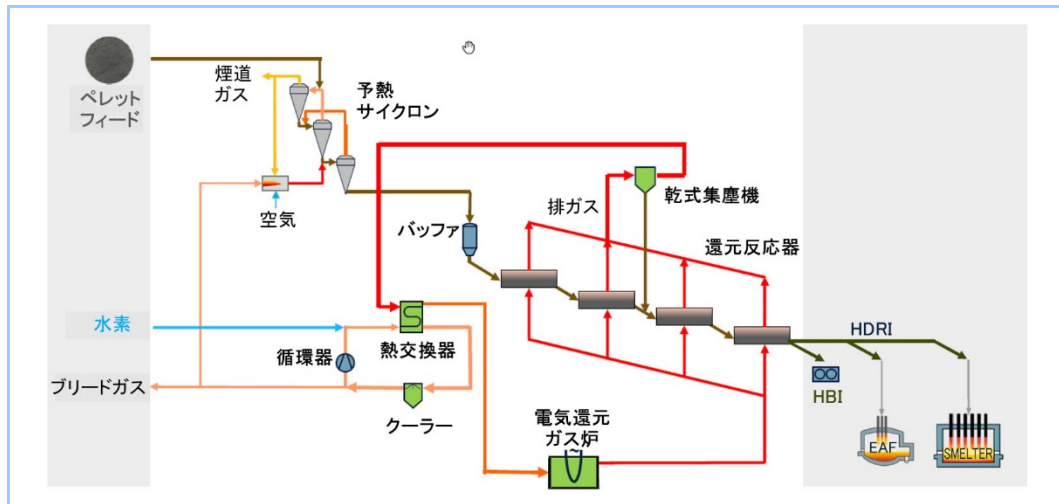 ペレット
フィード
煙道
ガス
予熱
サイクロン
空気
バッファ
排ガス
乾式集塵機
還元反応器
水素
循環器
熱交換器
ブリードガス
クーラー
電気還元
ガス炉
HDRI
HBI
EAF
SMELTER